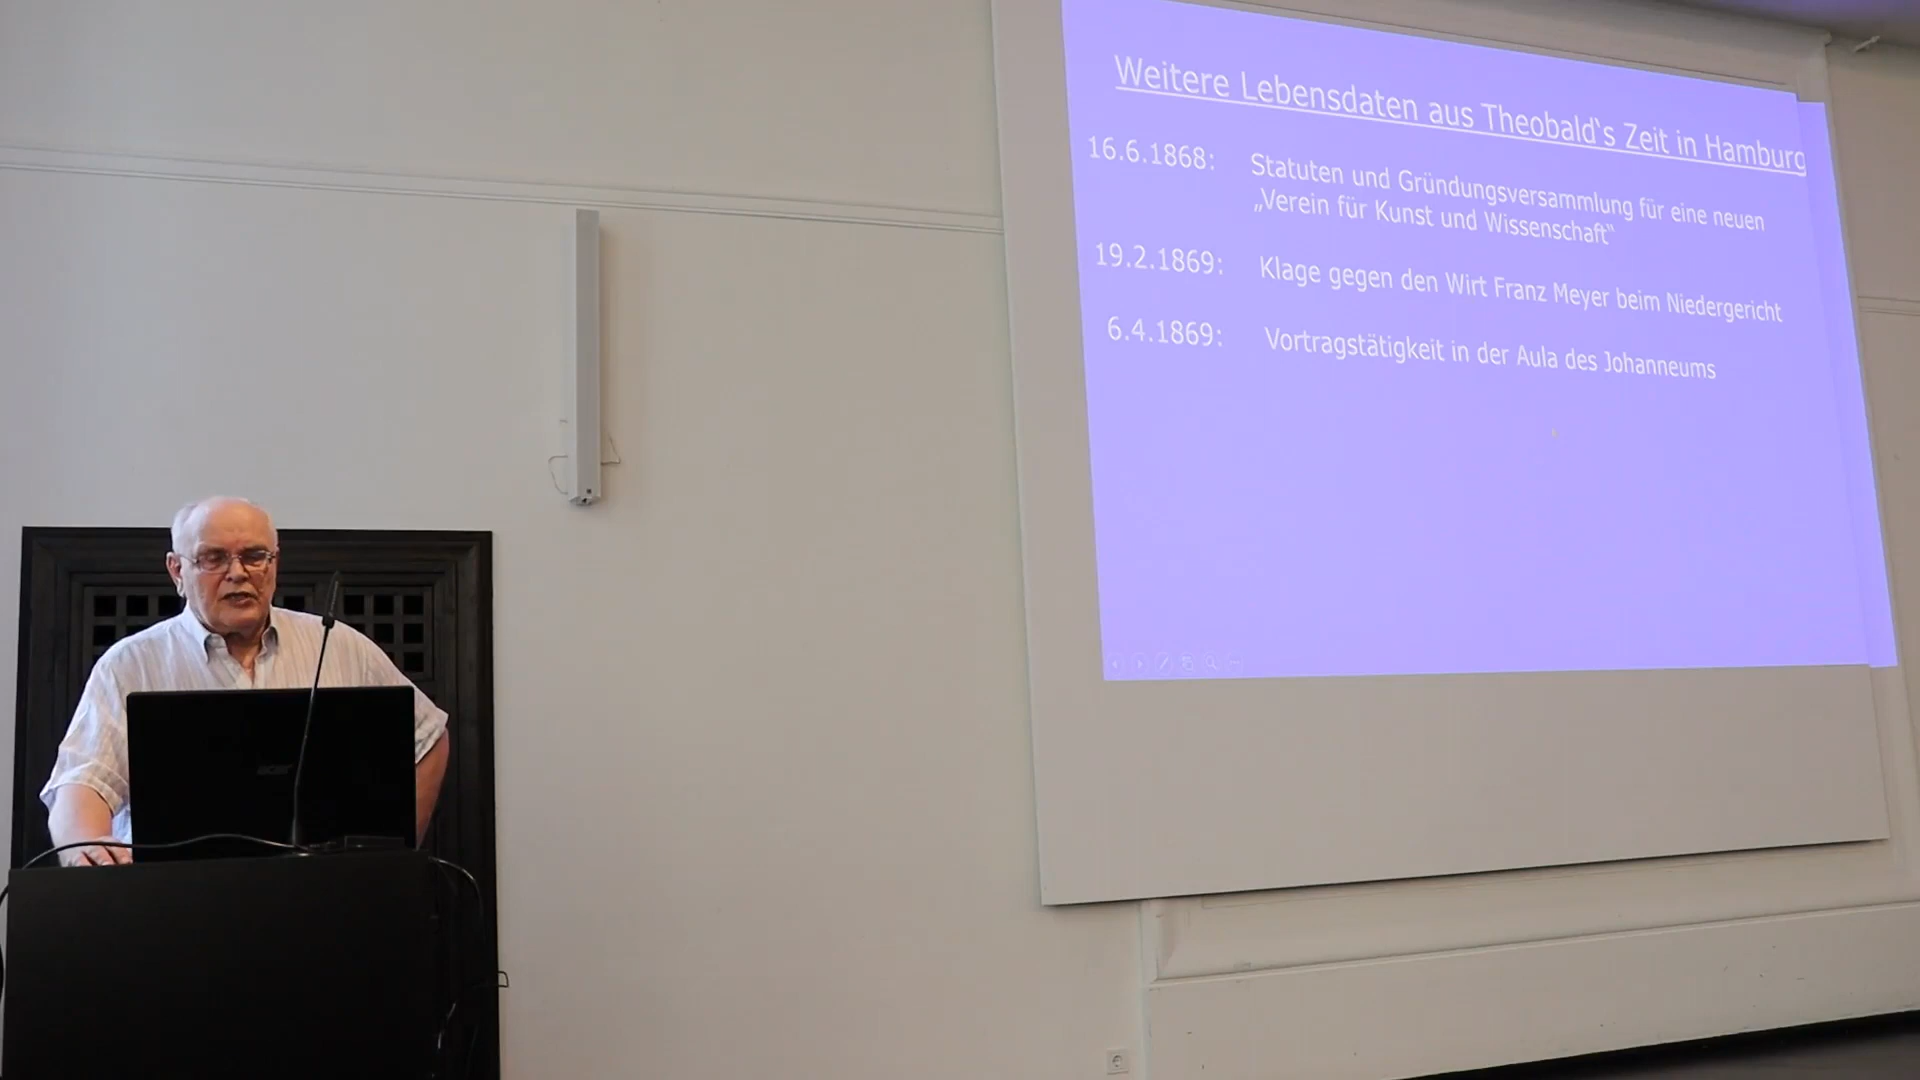 Weitere Lebensdaten aus Theobald‘s Zeit in Hamburg
16.6.1868: Statuten und Gründungsversammlung für eine neuen
„Verein für Kunst und Wissenschaft“
19.2.1869: Klage gegen den Wirt Franz Meyer beim Niedergericht
6.4.1869: Vortragstätigkeit in der Aula des Johanneums
acer